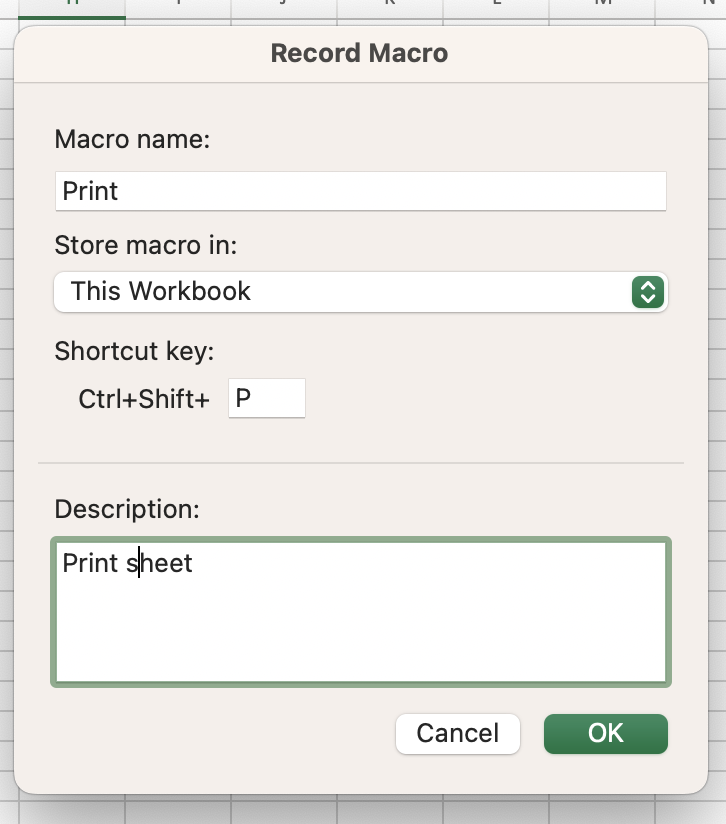 Record Macro
Macro name:
Print
Store macro in:
This Workbook
Shortcut key:
Ctrl+Shift+ P
Description:
Print sheet
Cancel OK